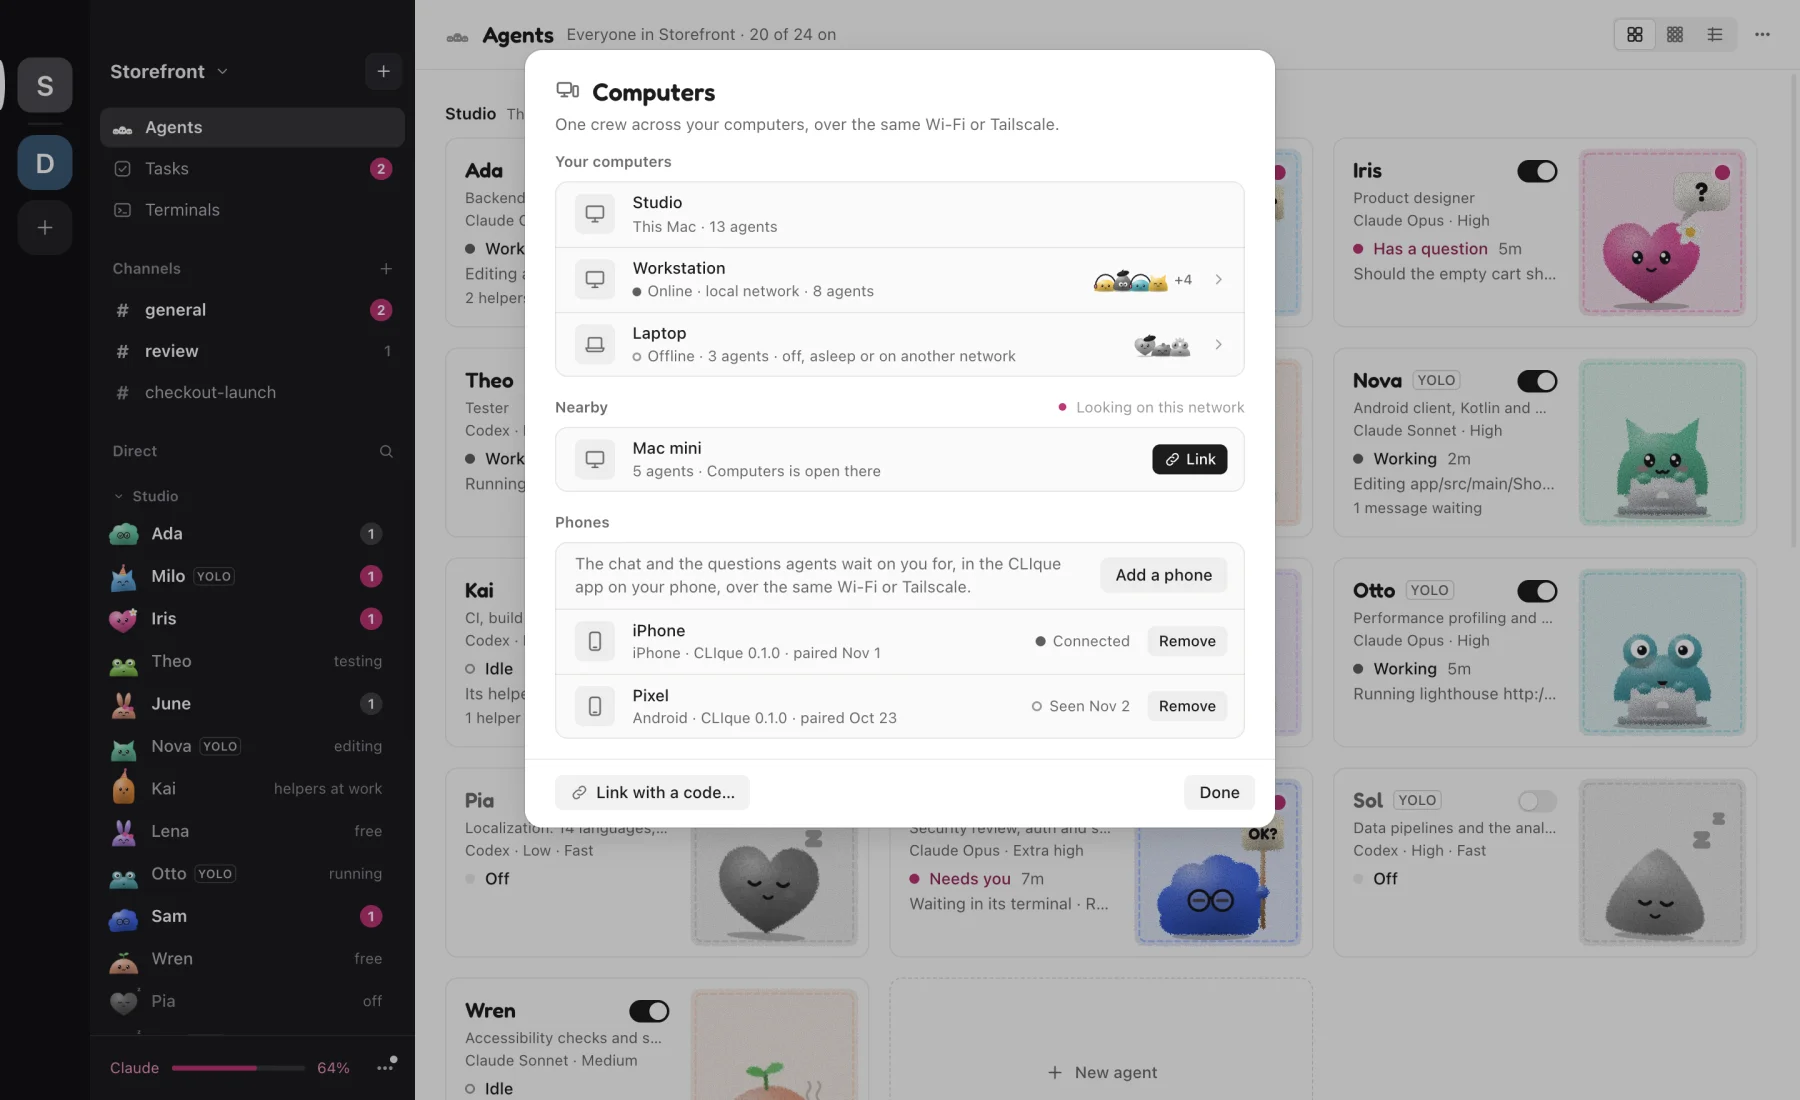 S
D
Storefront
Agents
Tasks 2
Terminals
Channels
# general 2
# review 1
# checkout-launch
Direct
Studio
Ada 1
Milo YOLO 1
Iris 1
Theo testing
June 1
Nova YOLO editing
Kai helpers at work
Lena free
Otto YOLO running
Sam 1
Wren free
Pia off
Claude 64%
Agents Everyone in Storefront · 20 of 24 on
Studio Th
Ada
Backend
Claude
Work
Editing
2 helpers
Theo
Tester
Codex ·
Work
Running
Kai
CI, build
Codex ·
Idle
Its helpe
1 helper
Pia
Localization: 14 languages,...
Codex · Low · Fast
Off
Wren
Accessibility checks and s...
Claude Sonnet · Medium
Idle
Computers
One crew across your computers, over the same Wi-Fi or Tailscale.
Your computers
Studio
This Mac · 13 agents
Workstation
Online · local network · 8 agents
+4
Laptop
Offline · 3 agents · off, asleep or on another network
Nearby
Looking on this network
Mac mini
5 agents · Computers is open there
Link
Phones
The chat and the questions agents wait on you for, in the CLIque
app on your phone, over the same Wi-Fi or Tailscale.
Add a phone
iPhone
iPhone · CLIque 0.1.0 · paired Nov 1
Connected
Remove
Pixel
Android · CLIque 0.1.0 · paired Oct 23
Seen Nov 2
Remove
Link with a code...
Done
Security review, auth and s...
Claude Opus · Extra high
Needs you 7m
Waiting in its terminal · R...
OK?
New agent
Iris
Product designer
Claude Opus · High
Has a question 5m
Should the empty cart sh...
?
Nova YOLO
Android client, Kotlin and ...
Claude Sonnet · High
Working 2m
Editing app/src/main/Sho...
1 message waiting
Otto YOLO
Performance profiling and ...
Claude Opus · High
Working 5m
Running lighthouse http:/...
Sol YOLO
Data pipelines and the anal...
Codex · High · Fast
Off